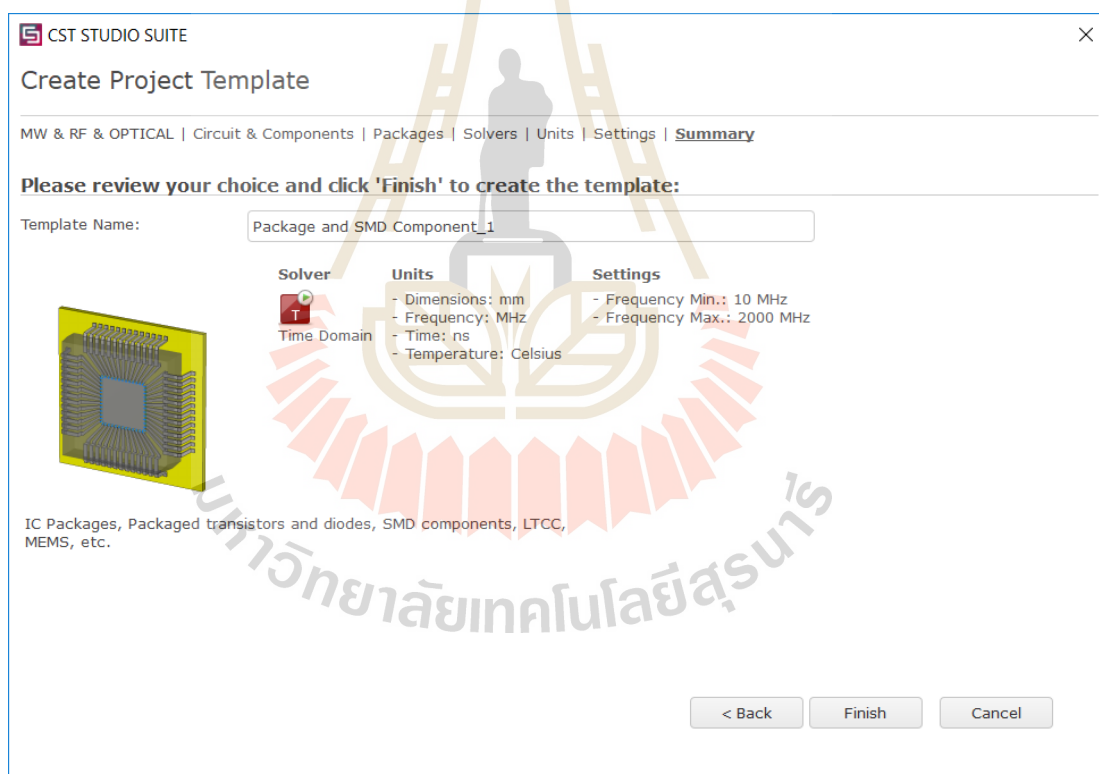 CST STUDIO SUITE
Create Project Template
MW & RF & OPTICAL | Circuit & Components | Packages | Solvers | Units | Settings | Summary
Please review your choice and click 'Finish' to create the template:
Template Name: Package and SMD Component_1
Solver Units Settings
- Dimensions: mm - Frequency Min.: 10 MHz
T - Frequency: MHz - Frequency Max.: 2000 MHz
Time Domain - Time: ns
- Temperature: Celsius
IC Packages, Packaged transistors and diodes, SMD components, LTCC,
MEMS, etc.
มหาวิทยาลัยเทคโนโลยีสุรนารี
< Back Finish Cancel